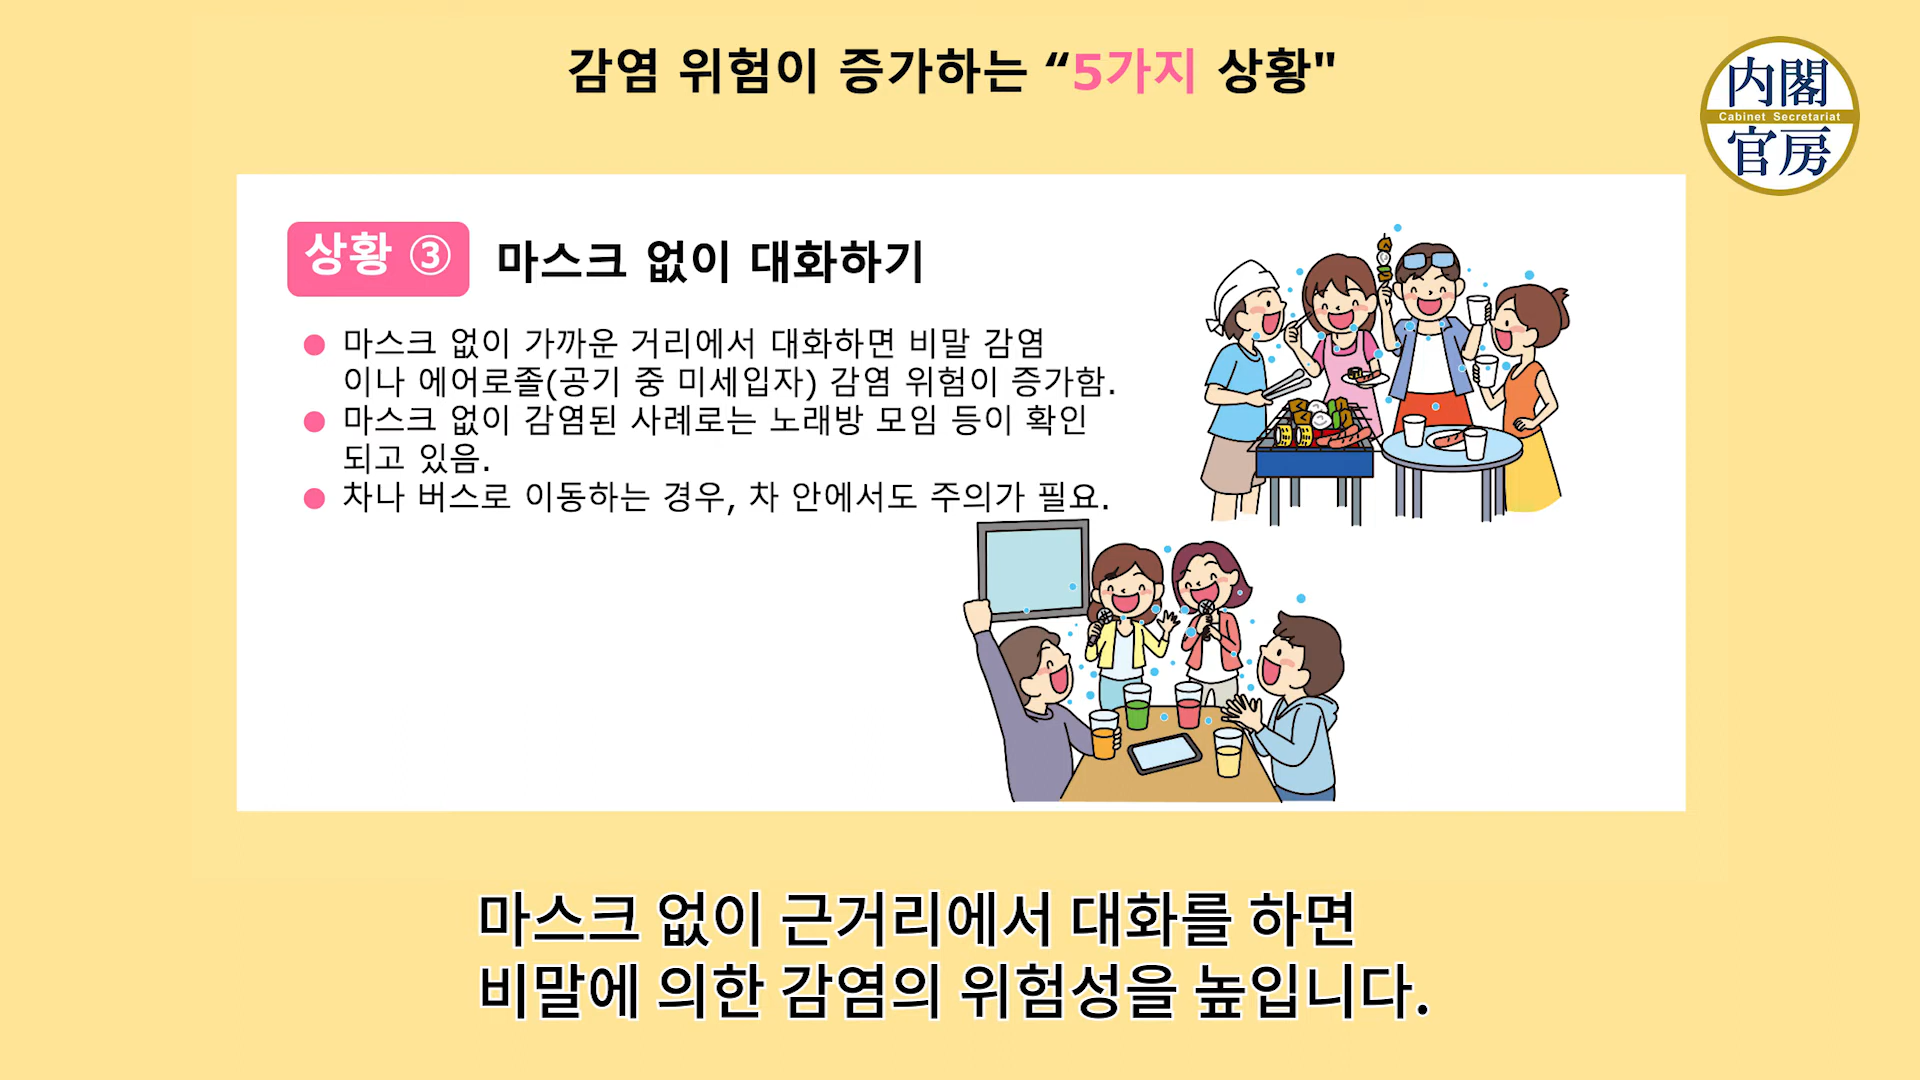 감염 위험이 증가하는 “5가지 상황"
内閣
Cabinet Secretariat
官房
상황 ③ 마스크 없이 대화하기
마스크 없이 가까운 거리에서 대화하면 비말 감염
이나 에어로졸(공기 중 미세입자) 감염 위험이 증가함.
마스크 없이 감염된 사례로는 노래방 모임 등이 확인
되고 있음.
차나 버스로 이동하는 경우, 차 안에서도 주의가 필요.
마스크 없이 근거리에서 대화를 하면
비말에 의한 감염의 위험성을 높입니다.